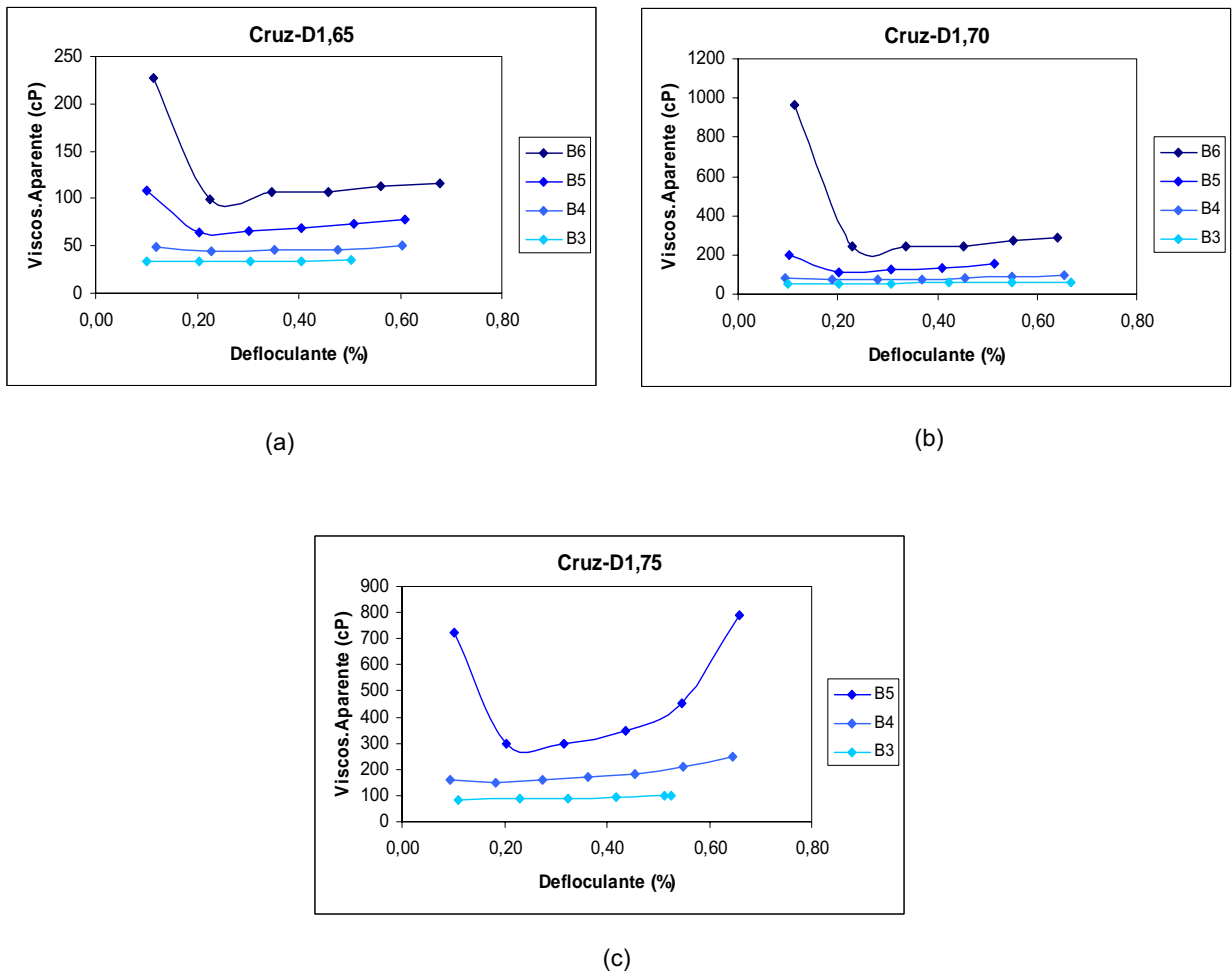 Cruz-D1,65
Viscos.Aparente (cP)
250
200
150
100
50
0
0,00 0,20 0,40 0,60 0,80
Defloculante (%)
B6
B5
B4
B3
(a)
Cruz-D1,70
Viscos.Aparente (cP)
1200
1000
800
600
400
200
0
0,00 0,20 0,40 0,60 0,80
Defloculante (%)
B6
B5
B4
B3
(b)
Cruz-D1,75
Viscos.Aparente (cP)
900
800
700
600
500
400
300
200
100
0
0,00 0,20 0,40 0,60 0,80
Defloculante (%)
B5
B4
B3
(c)